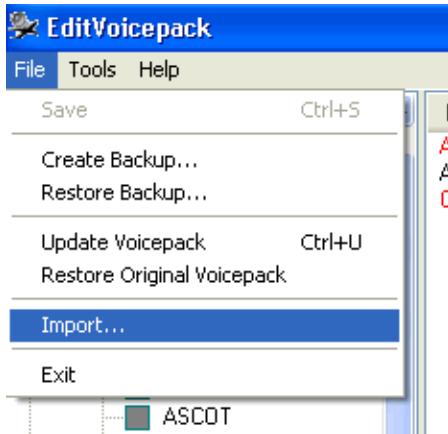 EditVoicepack
File Tools Help
Save Ctrl+S
Create Backup...
Restore Backup...
Update Voicepack Ctrl+U
Restore Original Voicepack
Import...
Exit
ASCOT